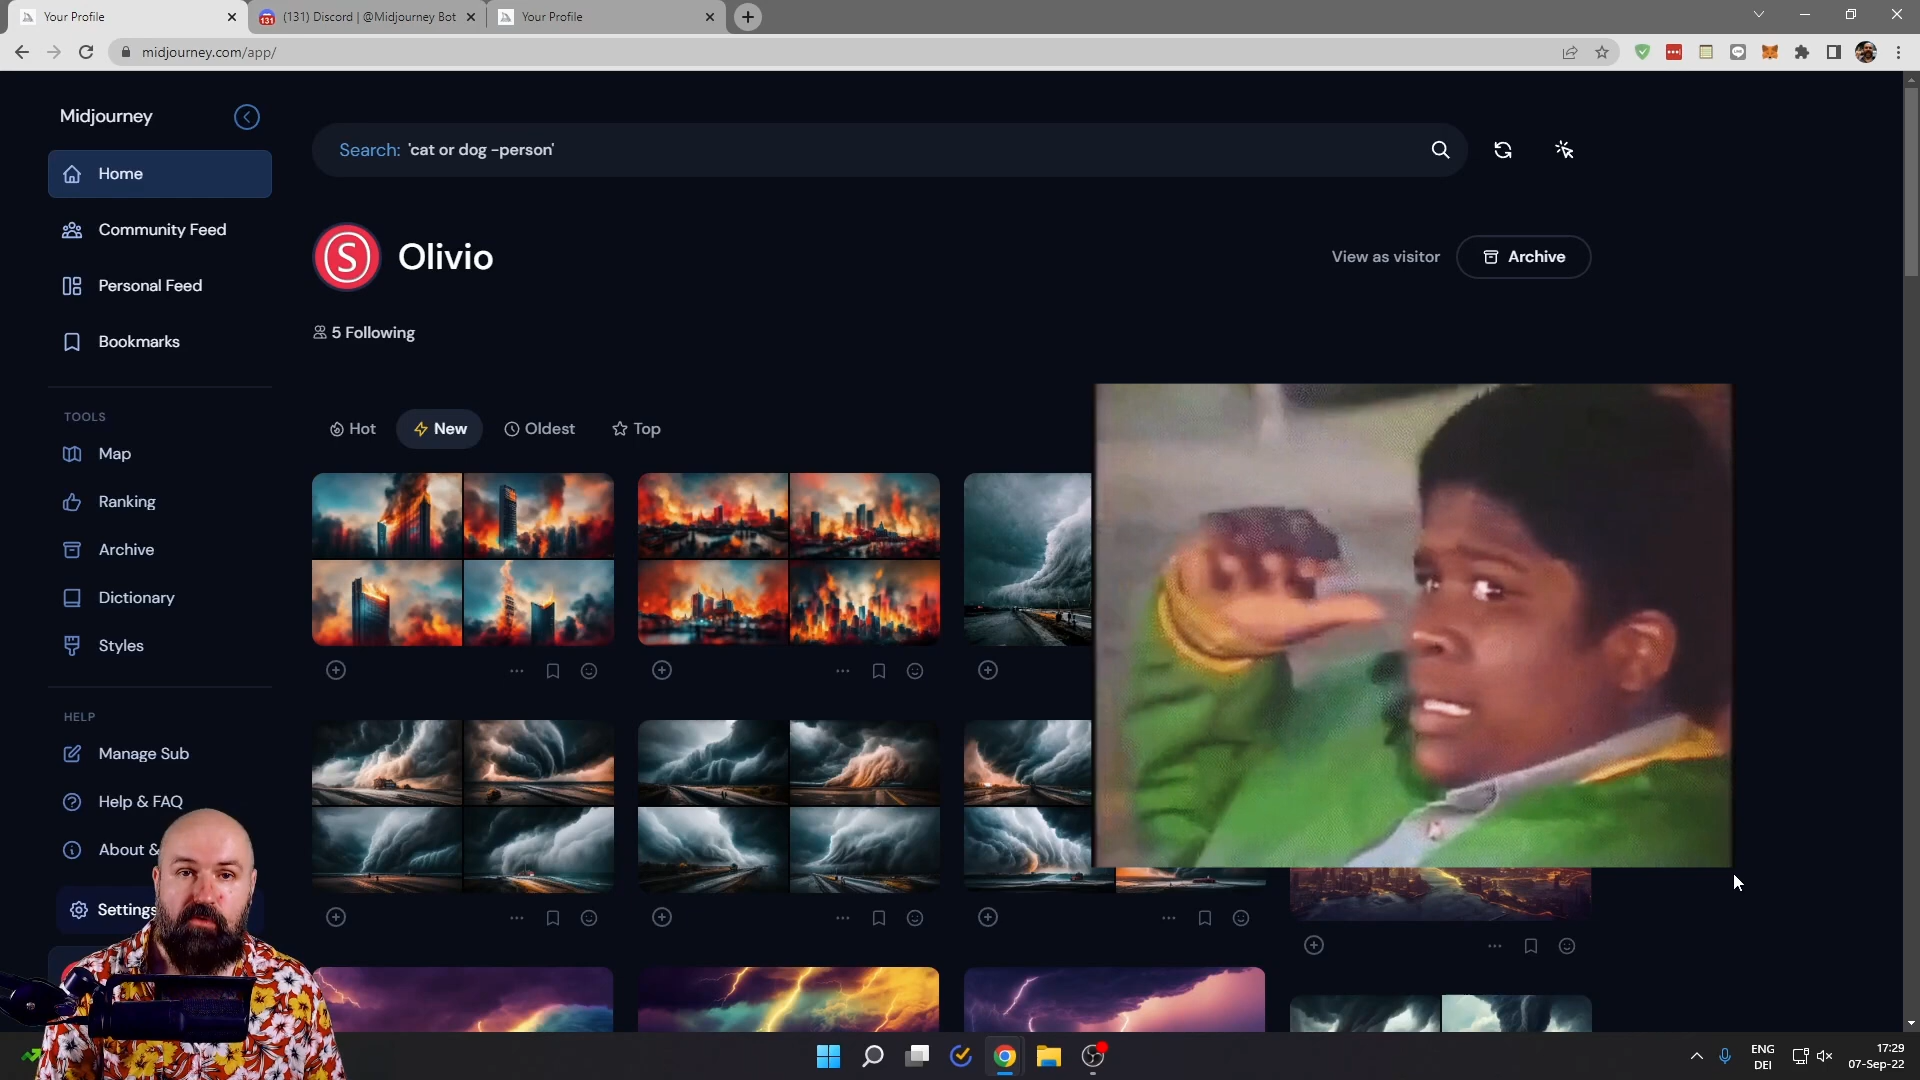 Your Profile
(131) Discord | @Midjourney Bot
Your Profile
midjourney.com/app/
Midjourney
Search: 'cat or dog -person'
Home
Community Feed
Personal Feed
Bookmarks
S
Olivio
View as visitor
Archive
5 Following
Hot
New
Oldest
Top
TOOLS
Map
Ranking
Archive
Dictionary
Styles
HELP
Manage Sub
Help & FAQ
About &
Settings
ENG
DEI
17:29
07-Sep-22